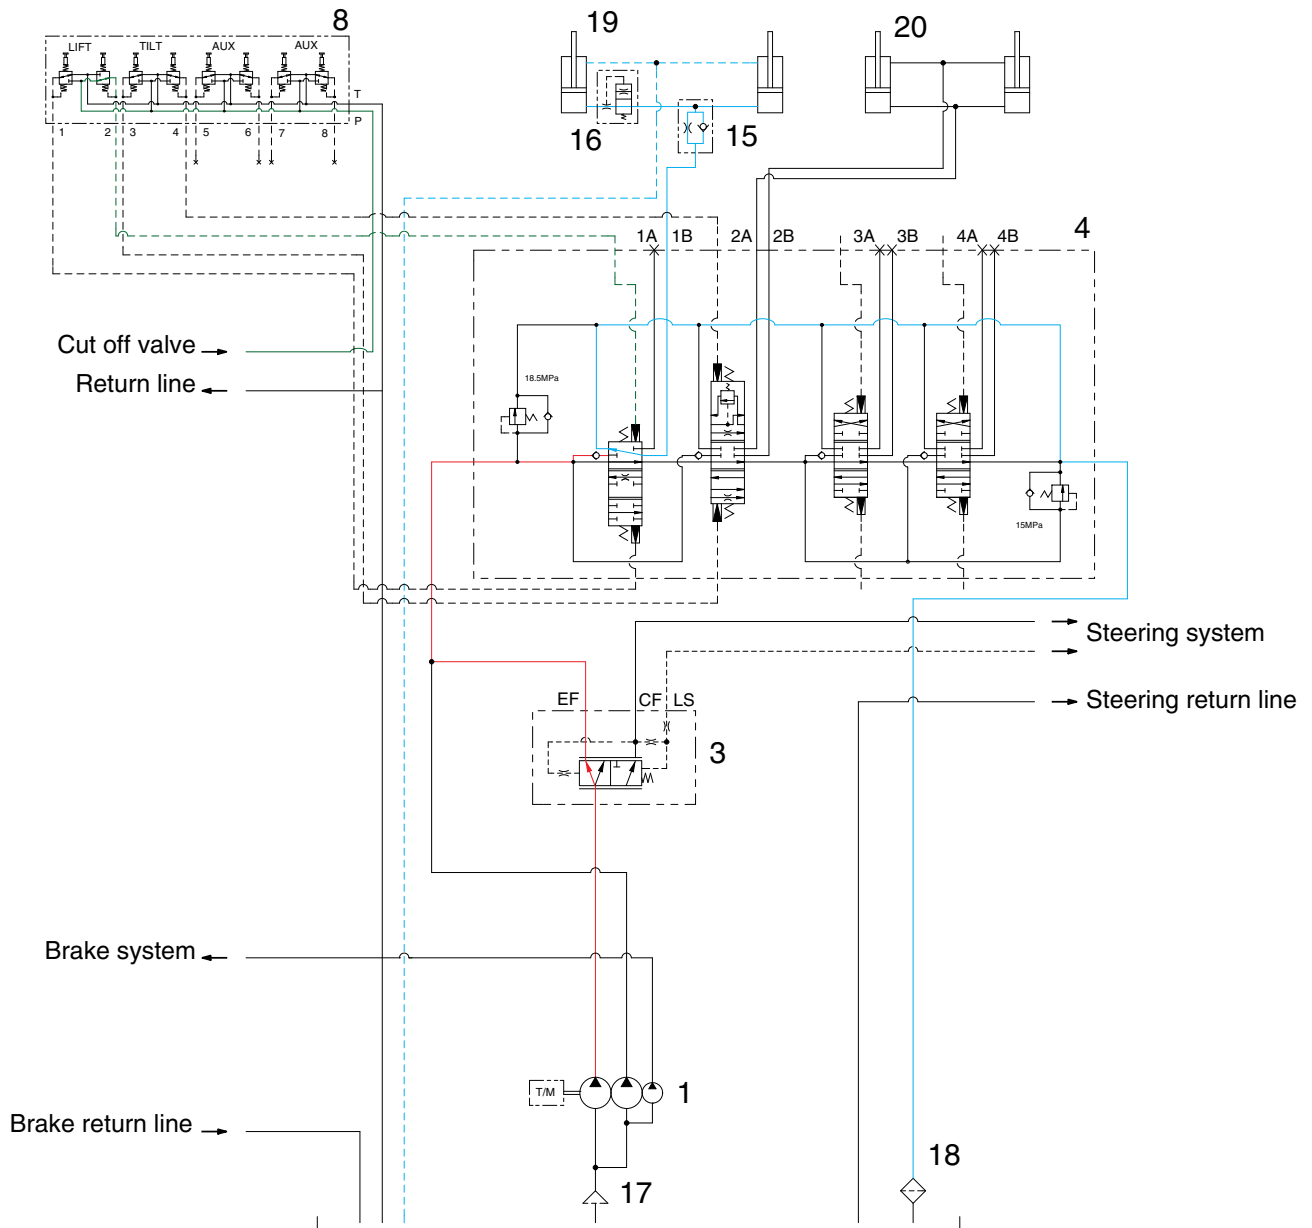 8
19
20
LIFT
TILT
AUX
AUX
T
P
1
2
3
4
5
6
7
8
16
15
1A
1B
2A
2B
3A
3B
4A
4B
4
Cut off valve
Return line
18.5MPa
15MPa
Steering system
Steering return line
EF
CF
LS
3
Brake system
T/M
1
Brake return line
17
18